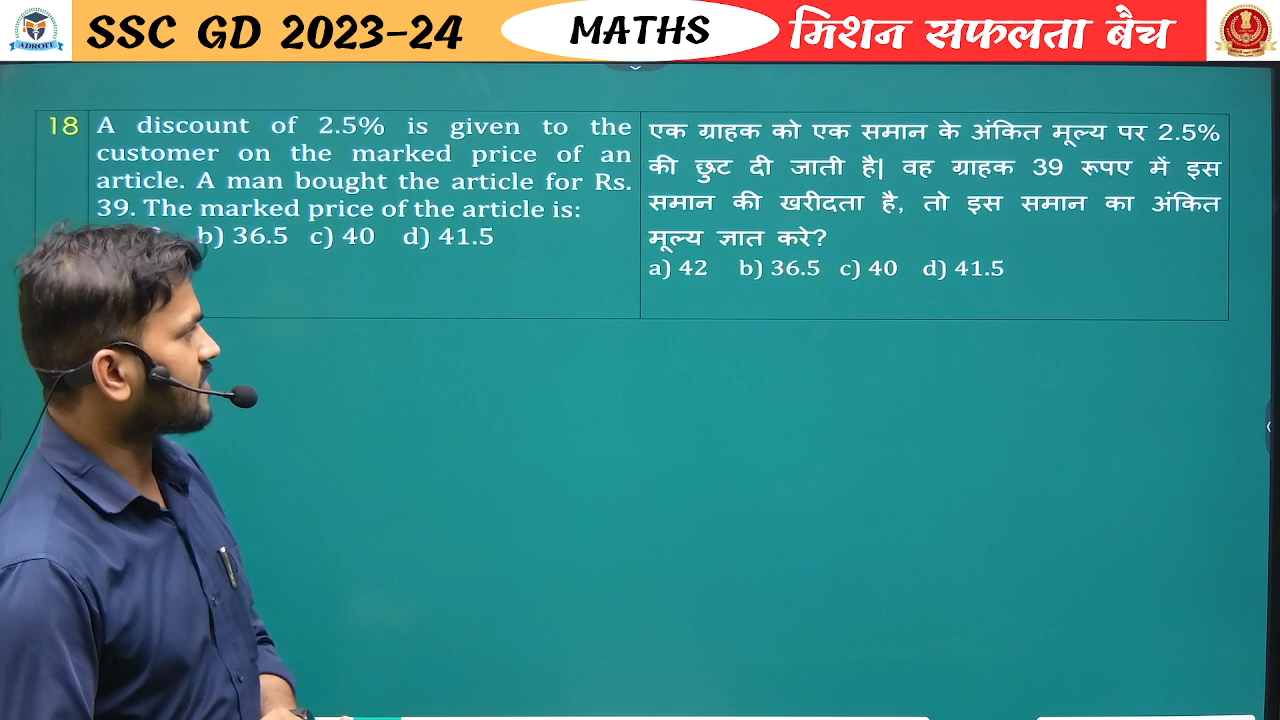 SSC GD 2023-24
MATHS
मिशन सफलता बैच
ADROIT
18
A discount of 2.5% is given to the
customer on the marked price of an
article. A man bought the article for Rs.
39. The marked price of the article is:
b) 36.5 c) 40 d) 41.5
एक ग्राहक को एक समान के अंकित मूल्य पर 2.5%
की छुट दी जाती है| वह ग्राहक 39 रूपए में इस
समान की खरीदता है, तो इस समान का अंकित
मूल्य ज्ञात करे?
a) 42 b) 36.5 c) 40 d) 41.5